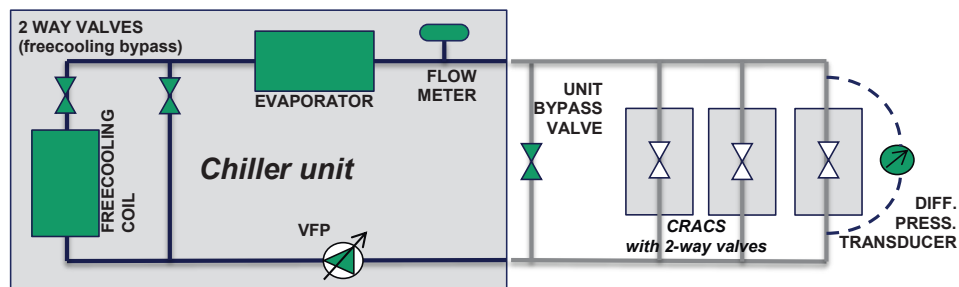 2 WAY VALVES
(freecooling bypass)
EVAPORATOR
FLOW
METER
UNIT
BYPASS
VALVE
FREECOOLING
COIL
Chiller unit
VFP
CRACS
with 2-way valves
DIFF.
PRESS.
TRANSDUCER